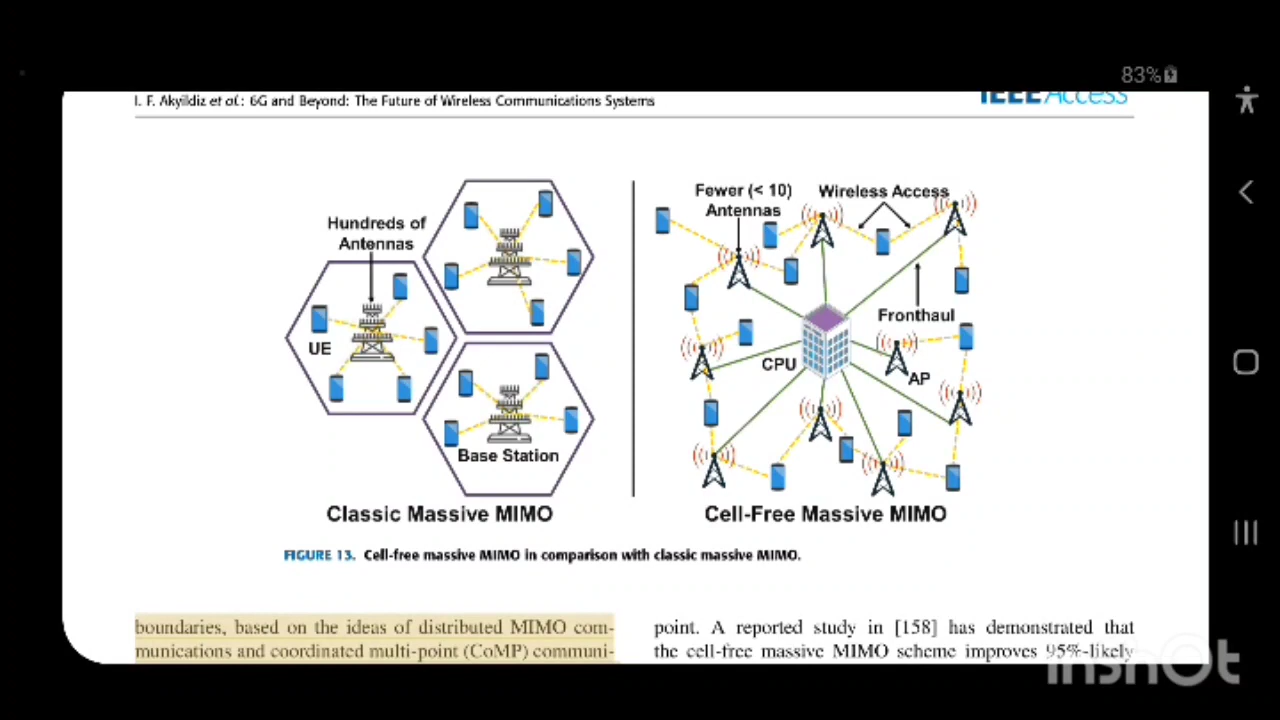 83%
I. F. Akyildiz et al.: 6G and Beyond: The Future of Wireless Communications Systems
IEEE Access
Hundreds of
Antennas
UE
Base Station
Classic Massive MIMO
Fewer (< 10)
Antennas
Wireless Access
Fronthaul
CPU
AP
Cell-Free Massive MIMO
FIGURE 13. Cell-free massive MIMO in comparison with classic massive MIMO.
boundaries, based on the ideas of distributed MIMO com-
munications and coordinated multi-point (CoMP) communi-
point. A reported study in [158] has demonstrated that
the cell-free massive MIMO scheme improves 95%-likely
InShOt